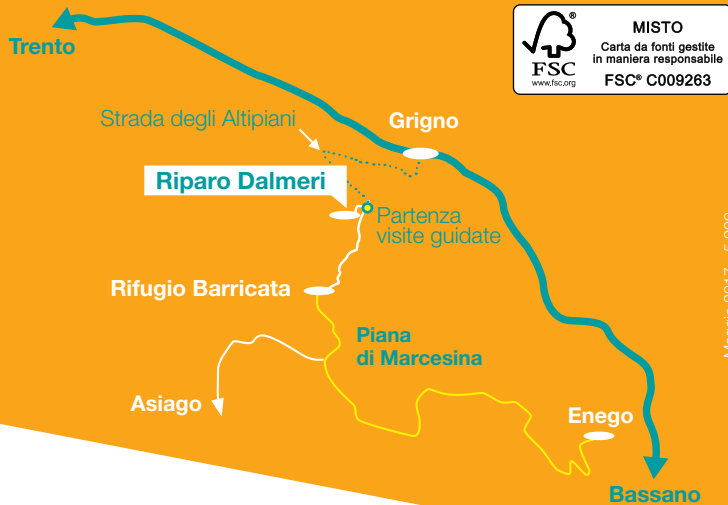 MISTO
Carta da fonti gestite
in maniera responsabile
FSC® C009263
®
FSC
www.fsc.org
Trento
Strada degli Altipiani
Grigno
Riparo Dalmeri
Partenza
visite guidate
Rifugio Barricata
Piana
di Marcesina
Asiago
Enego
Bassano